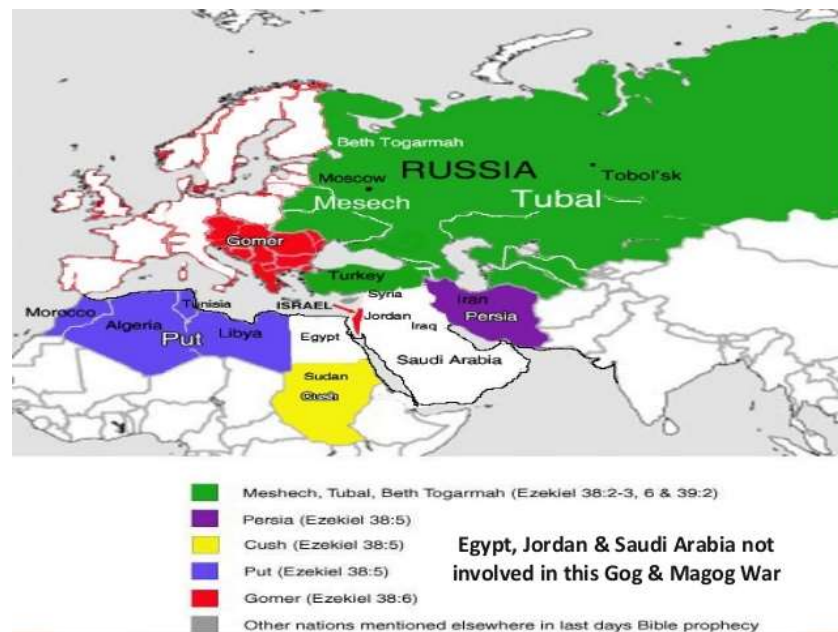 Beth Togarmah
RUSSIA
Moscow
Tobol'sk
Mesech
Tubal
Gomer
Turkey
Morocco
Tunisia
ISRAEL
Syria
Iran
Algeria
Put
Libya
Jordan
Iraq
Persia
Egypt
Saudi Arabia
Sudan
Cush
Meshech, Tubal, Beth Togarmah (Ezekiel 38:2-3, 6 & 39:2)
Persia (Ezekiel 38:5)
Cush (Ezekiel 38:5)
Put (Ezekiel 38:5)
Gomer (Ezekiel 38:6)
Other nations mentioned elsewhere in last days Bible prophecy
Egypt, Jordan & Saudi Arabia not
involved in this Gog & Magog War